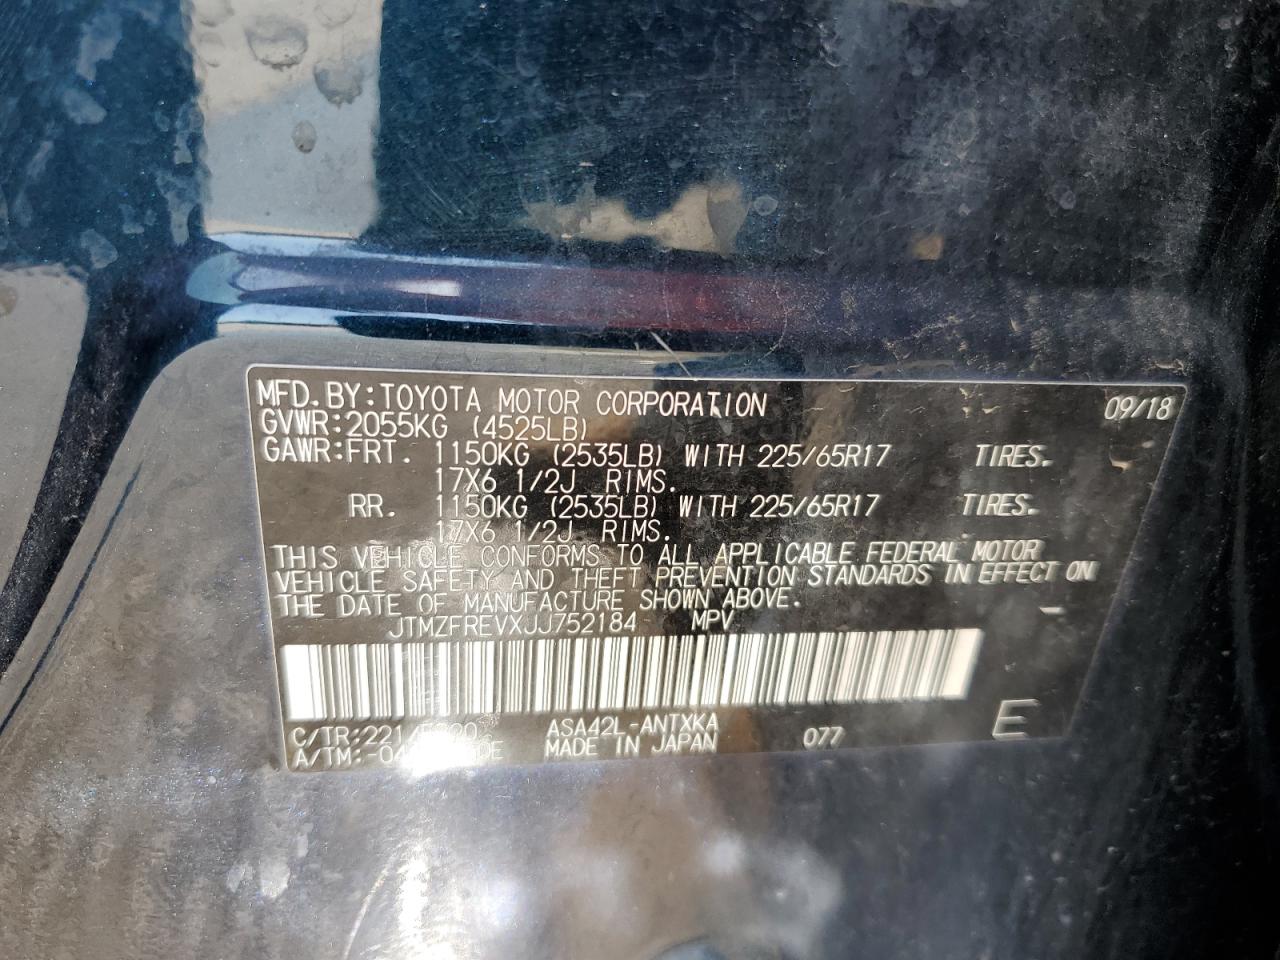 MFD. BY: TOYOTA MOTOR CORPORATION 09/18
GVWR: 2055KG (4525LB)
GAWR: FRT. 1150KG (2535LB) WITH 225/65R17 TIRES.
17X6 1/2J RIMS.
RR. 1150KG (2535LB) WITH 225/65R17 TIRES.
17X6 1/2J RIMS.
THIS VEHICLE CONFORMS TO ALL APPLICABLE FEDERAL MOTOR
VEHICLE SAFETY AND THEFT PREVENTION STANDARDS IN EFFECT ON
THE DATE OF MANUFACTURE SHOWN ABOVE.
JTMZFREVXJJ752184 MPV
C/TR: ASA42L-ANTXKA
A/TM: MADE IN JAPAN 077 E